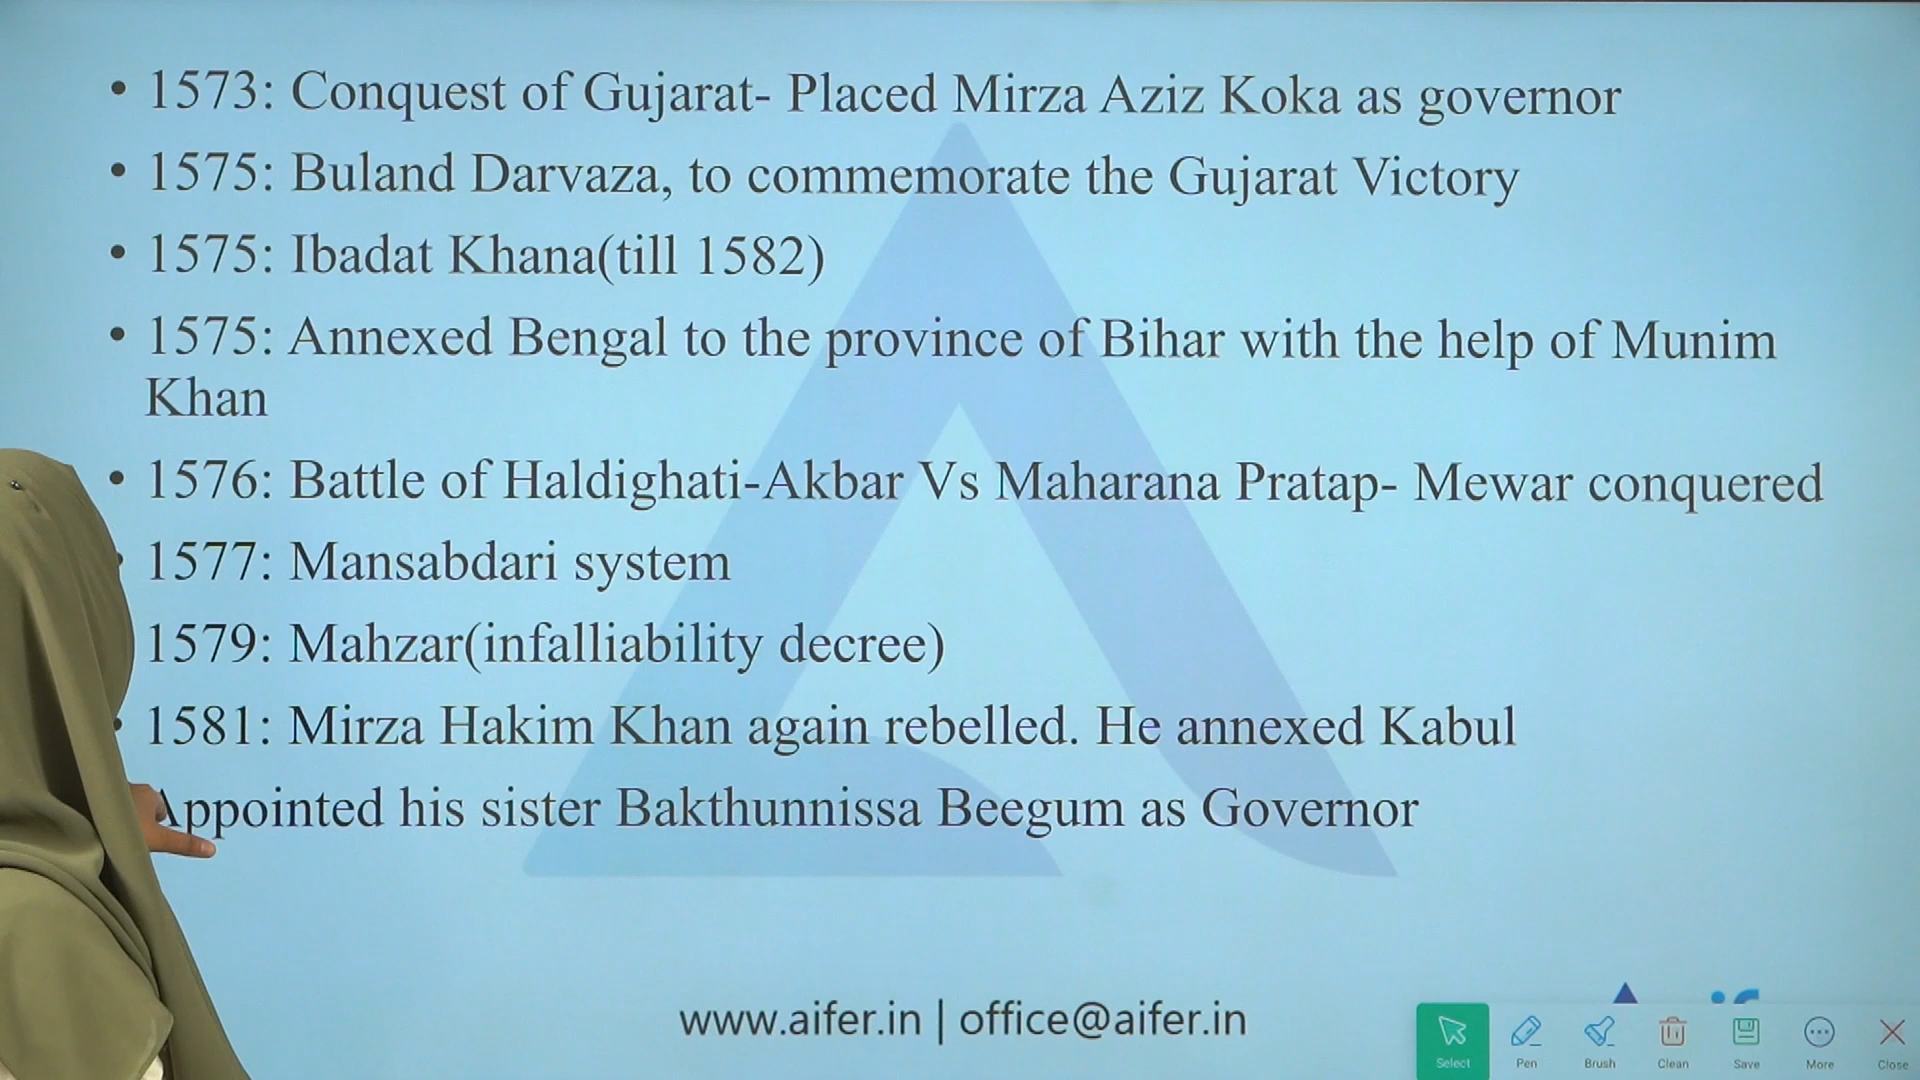 • 1573: Conquest of Gujarat- Placed Mirza Aziz Koka as governor
• 1575: Buland Darvaza, to commemorate the Gujarat Victory
• 1575: Ibadat Khana(till 1582)
• 1575: Annexed Bengal to the province of Bihar with the help of Munim
Khan
• 1576: Battle of Haldighati-Akbar Vs Maharana Pratap- Mewar conquered
• 1577: Mansabdari system
1579: Mahzar(infalliability decree)
• 1581: Mirza Hakim Khan again rebelled. He annexed Kabul
Appointed his sister Bakthunnissa Beegum as Governor
www.aifer.in | office@aifer.in
Select Pen Brush Clean Save More Close